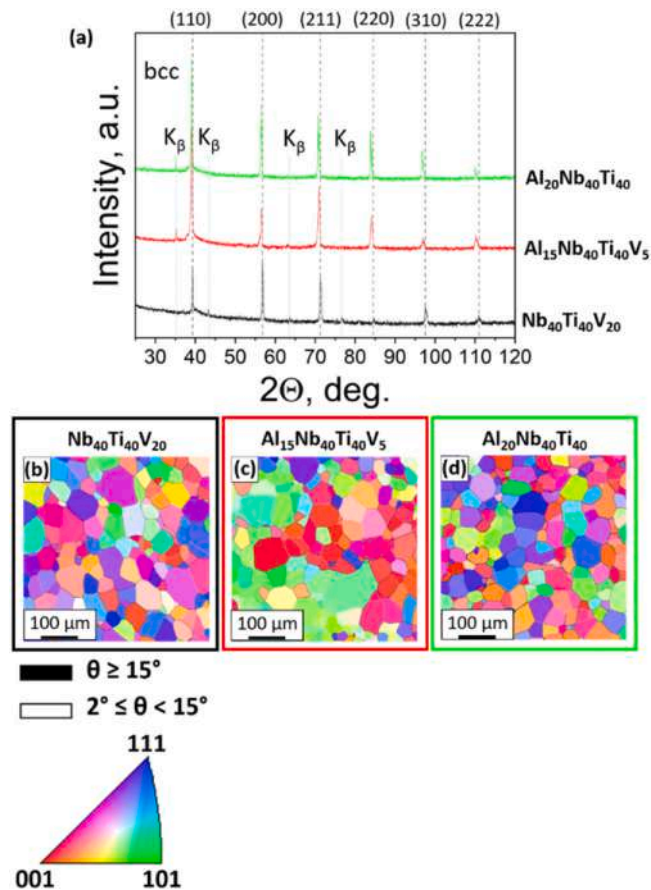 (110) (200) (211) (220) (310) (222)
(a)
bcc
Kβ Kβ Kβ Kβ
Intensity, a.u.
Al₂₀Nb₄₀Ti₄₀
Al₁₅Nb₄₀Ti₄₀V₅
Nb₄₀Ti₄₀V₂₀
30 40 50 60 70 80 90 100 110 120
2Θ, deg.
Nb₄₀Ti₄₀V₂₀
(b)
100 µm
Al₁₅Nb₄₀Ti₄₀V₅
(c)
100 µm
Al₂₀Nb₄₀Ti₄₀
(d)
100 µm
θ ≥ 15°
2° ≤ θ < 15°
111
001 101